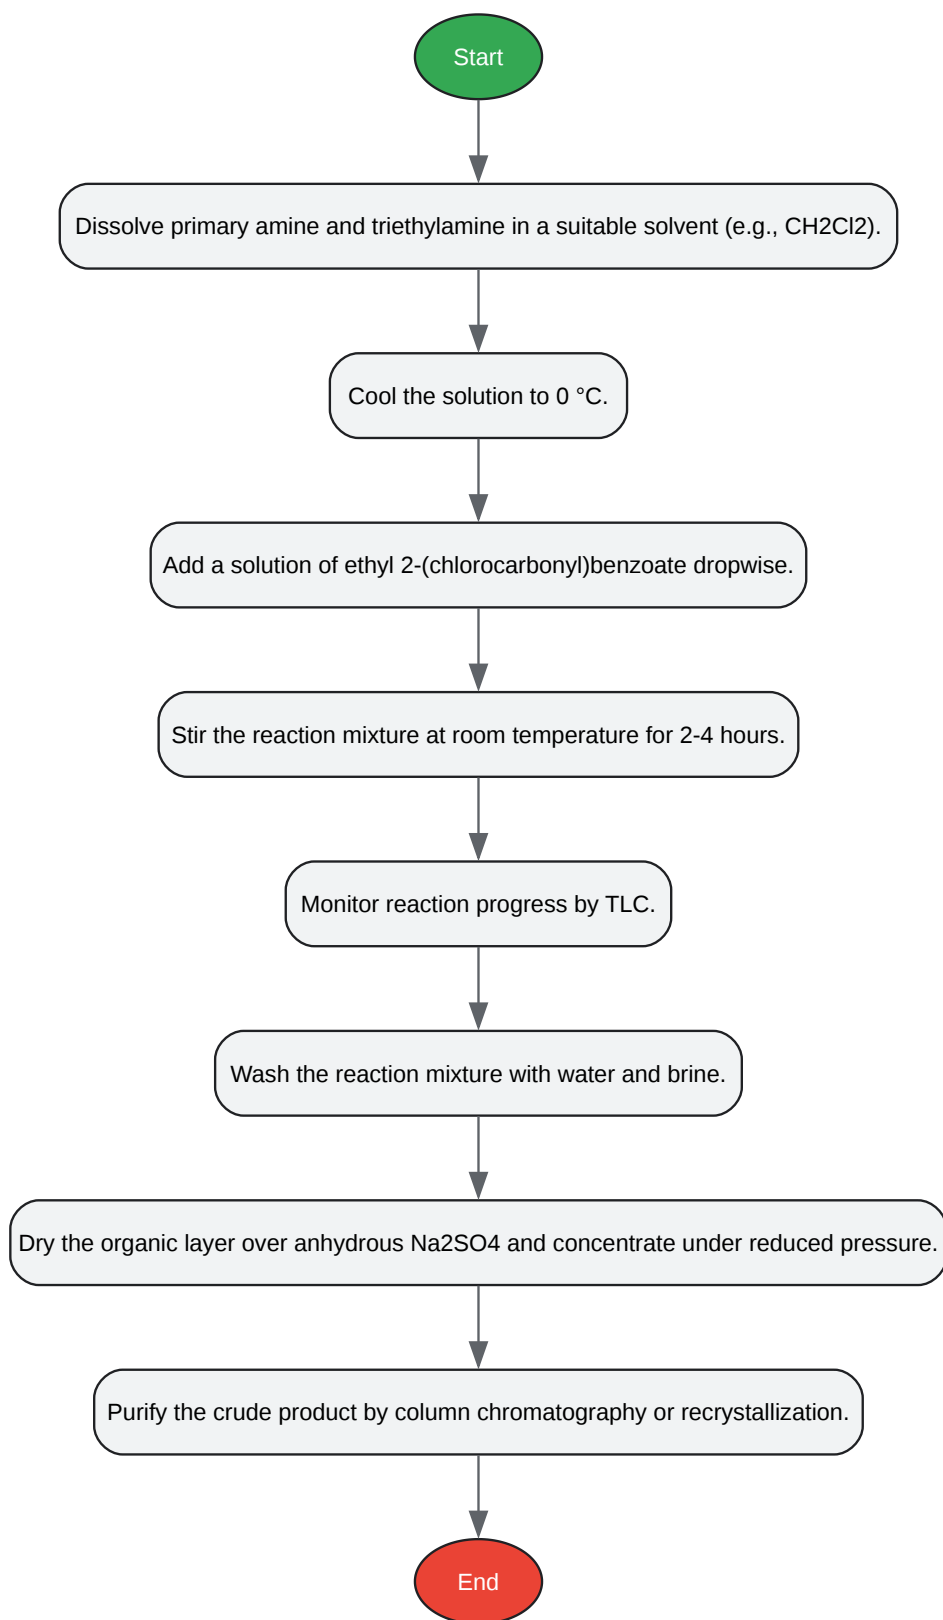 Start
Dissolve primary amine and triethylamine in a suitable solvent (e.g., CH2Cl2).
Cool the solution to 0 °C.
Add a solution of ethyl 2-(chlorocarbonyl)benzoate dropwise.
Stir the reaction mixture at room temperature for 2-4 hours.
Monitor reaction progress by TLC.
Wash the reaction mixture with water and brine.
Dry the organic layer over anhydrous Na2SO4 and concentrate under reduced pressure.
Purify the crude product by column chromatography or recrystallization.
End